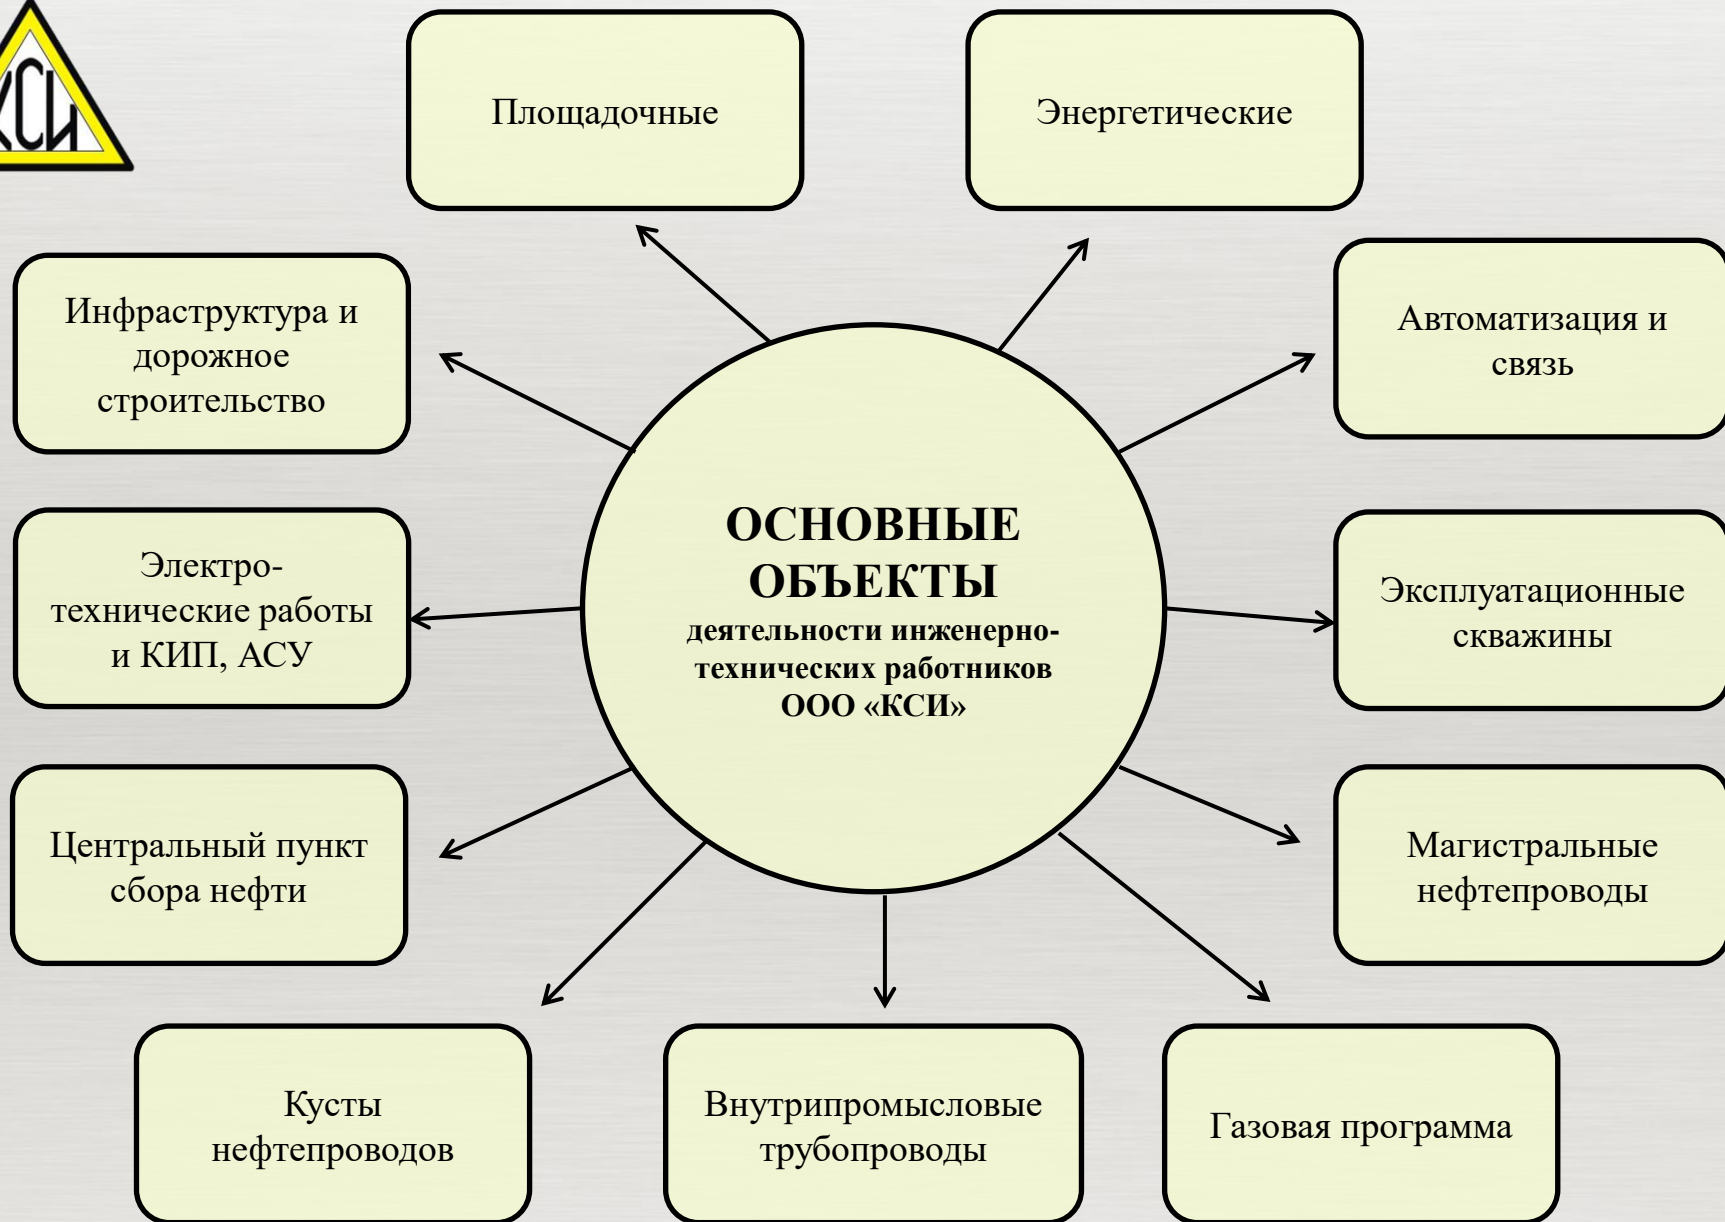 КСИ
Площадочные
Энергетические
Инфраструктура и
дорожное
строительство
Автоматизация и
связь
ОСНОВНЫЕ
ОБЪЕКТЫ
деятельности инженерно-
технических работников
ООО «КСИ»
Электро-
технические работы
и КИП, АСУ
Эксплуатационные
скважины
Центральный пункт
сбора нефти
Магистральные
нефтепроводы
Кусты
нефтепроводов
Внутрипромысловые
трубопроводы
Газовая программа